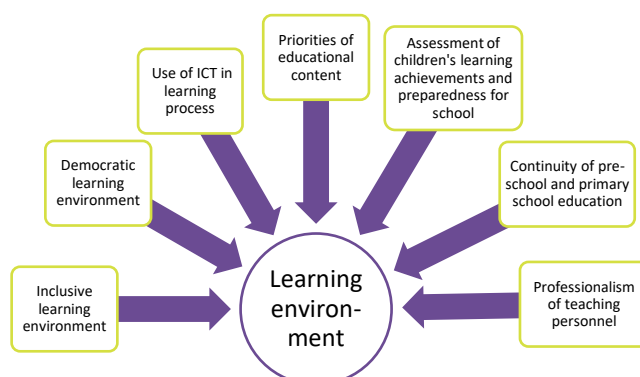 Priorities of
educational
content
Assessment of
children's learning
achievements and
preparedness for
school
Use of ICT in
learning
process
Democratic
learning
environment
Continuity of pre-
school and primary
school education
Inclusive
learning
environment
Learning
environ-
ment
Professionalism
of teaching
personnel